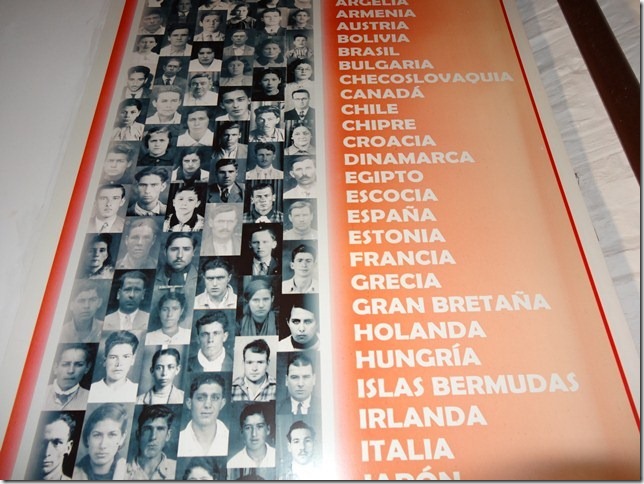 ARGELIA
ARMENIA
AUSTRIA
BOLIVIA
BRASIL
BULGARIA
CHECOSLOVAQUIA
CANADÁ
CHILE
CHIPRE
CROACIA
DINAMARCA
EGIPTO
ESCOCIA
ESPAÑA
ESTONIA
FRANCIA
GRECIA
GRAN BRETAÑA
HOLANDA
HUNGRÍA
ISLAS BERMUDAS
IRLANDA
ITALIA
JAPÓN